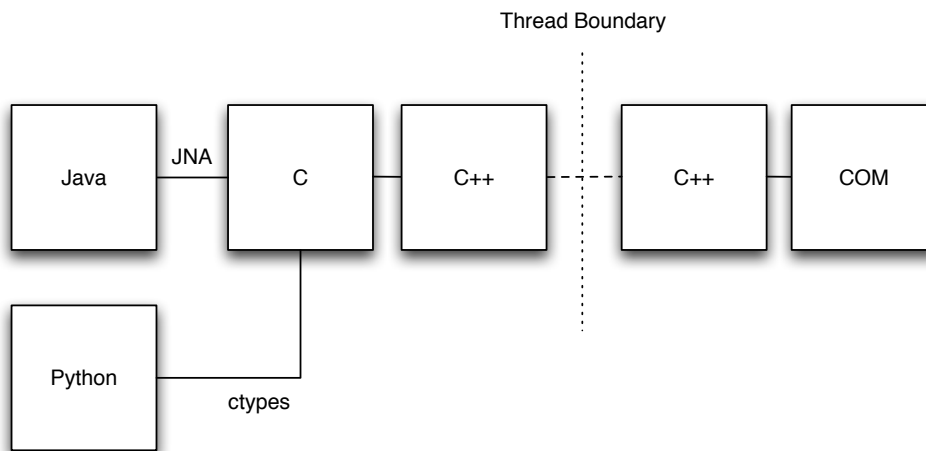 Thread Boundary
Java
JNA
C
C++
C++
COM
Python
ctypes